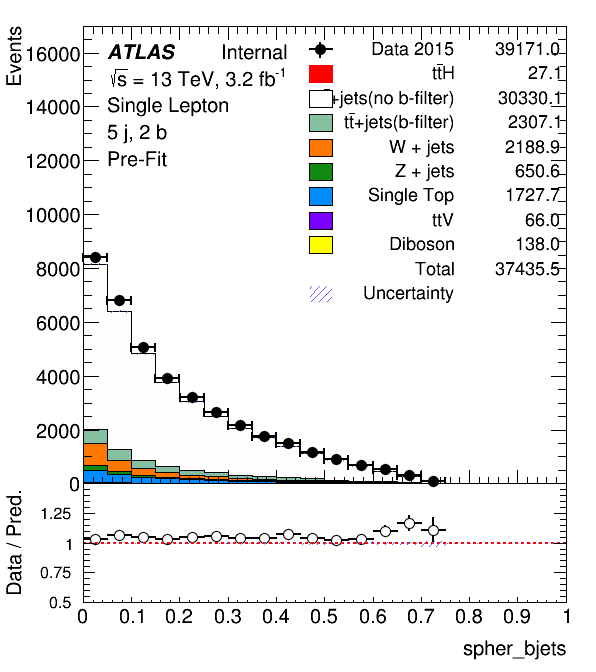 Events
16000
14000
12000
10000
8000
6000
4000
2000
0
ATLAS Internal
√s = 13 TeV, 3.2 fb⁻¹
Single Lepton
5 j, 2 b
Pre-Fit
Data 2015 39171.0
tt̄H 27.1
+jets(no b-filter) 30330.1
tt̄+jets(b-filter) 2307.1
W + jets 2188.9
Z + jets 650.6
Single Top 1727.7
ttV 66.0
Diboson 138.0
Total 37435.5
Uncertainty
Data / Pred.
1.25
1
0.75
0.5
0 0.1 0.2 0.3 0.4 0.5 0.6 0.7 0.8 0.9 1
spher_bjets